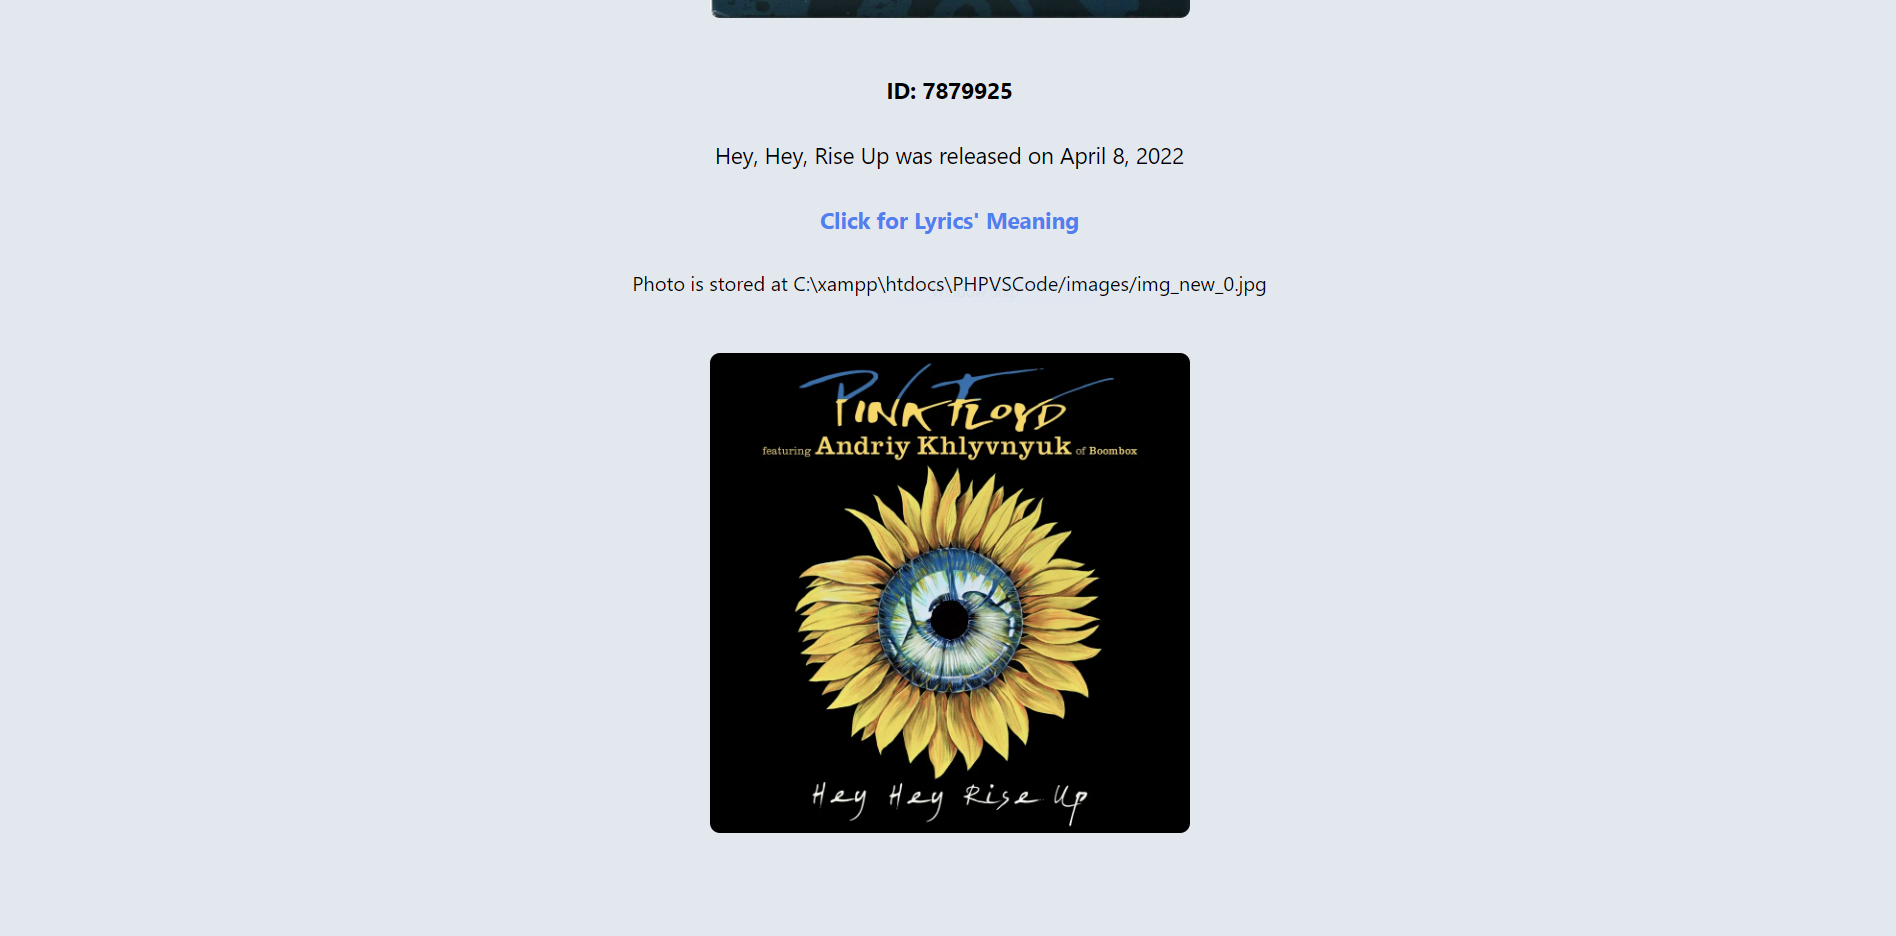 ID: 7879925
Hey, Hey, Rise Up was released on April 8, 2022
Click for Lyrics' Meaning
Photo is stored at C:\xampp\htdocs\PHPVSCode/images/img_new_0.jpg
PINK FLOYD
featuring Andriy Khlyvnyuk of Boombox
Hey Hey Rise Up